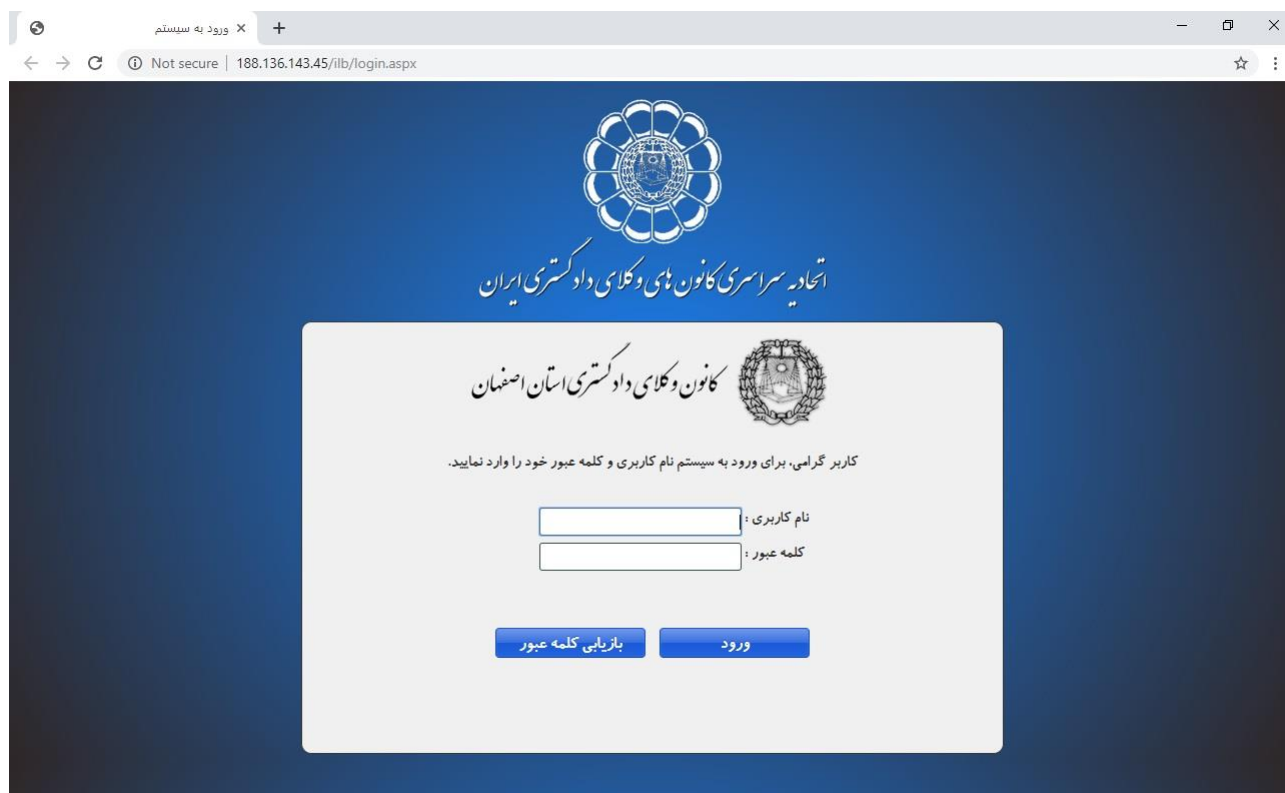 ورود به سیستم
Not secure | 188.136.143.45/ilb/login.aspx
اتحادیه سراسری کانون های وکلای دادگستری ایران
کانون وکلای دادگستری استان اصفهان
کاربر گرامی، برای ورود به سیستم نام کاربری و کلمه عبور خود را وارد نمایید.
نام کاربری :
کلمه عبور :
ورود بازیابی کلمه عبور